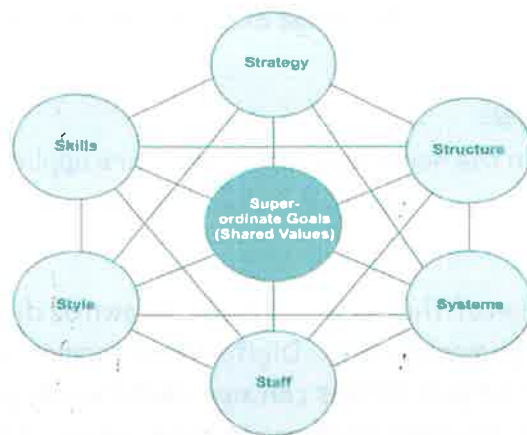 Strategy
Skills
Structure
Super-
ordinate Goals
(Shared Values)
Style
Systems
Staff